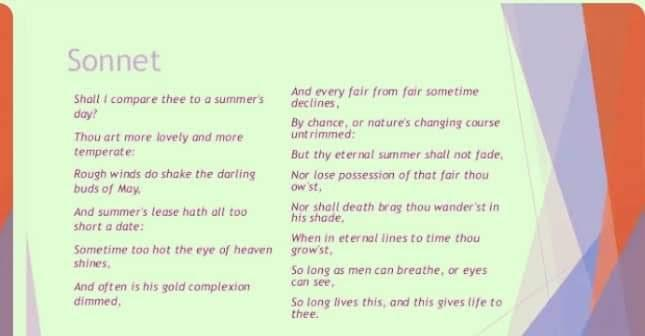 Sonnet
Shall I compare thee to a summer's
day?
Thou art more lovely and more
temperate:
Rough winds do shake the darling
buds of May,
And summer's lease hath all too
short a date:
Sometime too hot the eye of heaven
shines,
And often is his gold complexion
dimmed,
And every fair from fair sometime
declines,
By chance, or nature's changing course
untrimmed:
But thy eternal summer shall not fade,
Nor lose possession of that fair thou
ow'st,
Nor shall death brag thou wander'st in
his shade,
When in eternal lines to time thou
grow'st,
So long as men can breathe, or eyes
can see,
So long lives this, and this gives life to
thee.